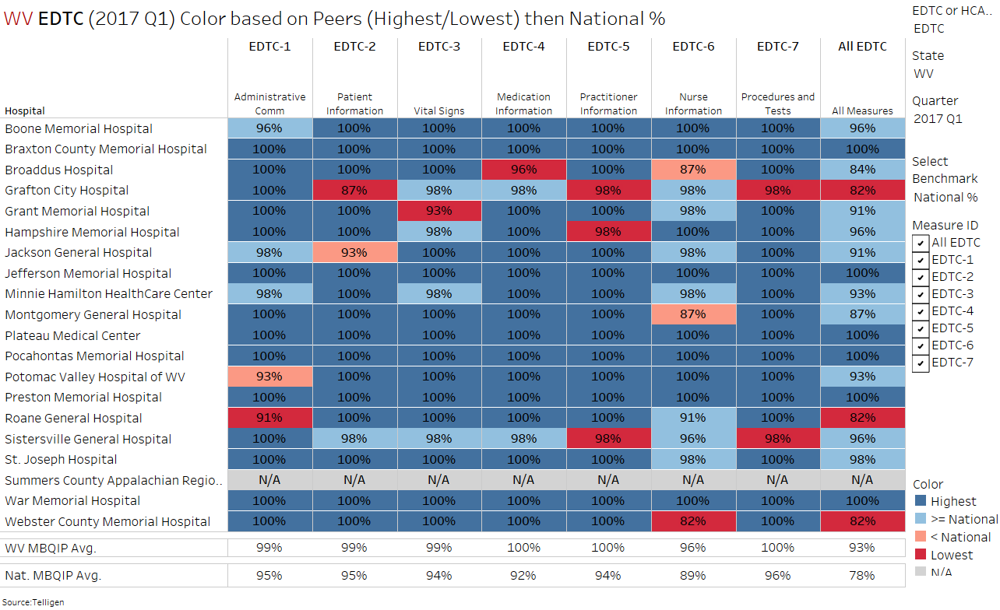 WV EDTC (2017 Q1) Color based on Peers (Highest/Lowest) then National %
EDTC-1 EDTC-2 EDTC-3 EDTC-4 EDTC-5 EDTC-6 EDTC-7 All EDTC
Hospital Administrative Comm Patient Information Vital Signs Medication Information Practitioner Information Nurse Information Procedures and Tests All Measures
Boone Memorial Hospital 96% 100% 100% 100% 100% 100% 100% 96%
Braxton County Memorial Hospital 100% 100% 100% 100% 100% 100% 100% 100%
Broaddus Hospital 100% 100% 100% 96% 100% 87% 100% 84%
Grafton City Hospital 100% 87% 98% 98% 98% 98% 98% 82%
Grant Memorial Hospital 100% 100% 93% 100% 100% 98% 100% 91%
Hampshire Memorial Hospital 100% 100% 98% 100% 98% 100% 100% 96%
Jackson General Hospital 98% 93% 100% 100% 100% 98% 100% 91%
Jefferson Memorial Hospital 100% 100% 100% 100% 100% 100% 100% 100%
Minnie Hamilton HealthCare Center 98% 100% 98% 100% 100% 98% 100% 93%
Montgomery General Hospital 100% 100% 100% 100% 100% 87% 100% 87%
Plateau Medical Center 100% 100% 100% 100% 100% 100% 100% 100%
Pocahontas Memorial Hospital 100% 100% 100% 100% 100% 100% 100% 100%
Potomac Valley Hospital of WV 93% 100% 100% 100% 100% 100% 100% 93%
Preston Memorial Hospital 100% 100% 100% 100% 100% 100% 100% 100%
Roane General Hospital 91% 100% 100% 100% 100% 91% 100% 82%
Sistersville General Hospital 100% 98% 98% 98% 98% 96% 98% 96%
St. Joseph Hospital 100% 100% 100% 100% 100% 98% 100% 98%
Summers County Appalachian Regio.. N/A N/A N/A N/A N/A N/A N/A N/A
War Memorial Hospital 100% 100% 100% 100% 100% 100% 100% 100%
Webster County Memorial Hospital 100% 100% 100% 100% 100% 82% 100% 82%
WV MBQIP Avg. 99% 99% 99% 100% 100% 96% 100% 93%
Nat. MBQIP Avg. 95% 95% 94% 92% 94% 89% 96% 78%
Source:Telligen
EDTC or HCA..
EDTC
State
WV
Quarter
2017 Q1
Select
Benchmark
National %
Measure ID
All EDTC
EDTC-1
EDTC-2
EDTC-3
EDTC-4
EDTC-5
EDTC-6
EDTC-7
Color
Highest
>= National
< National
Lowest
N/A